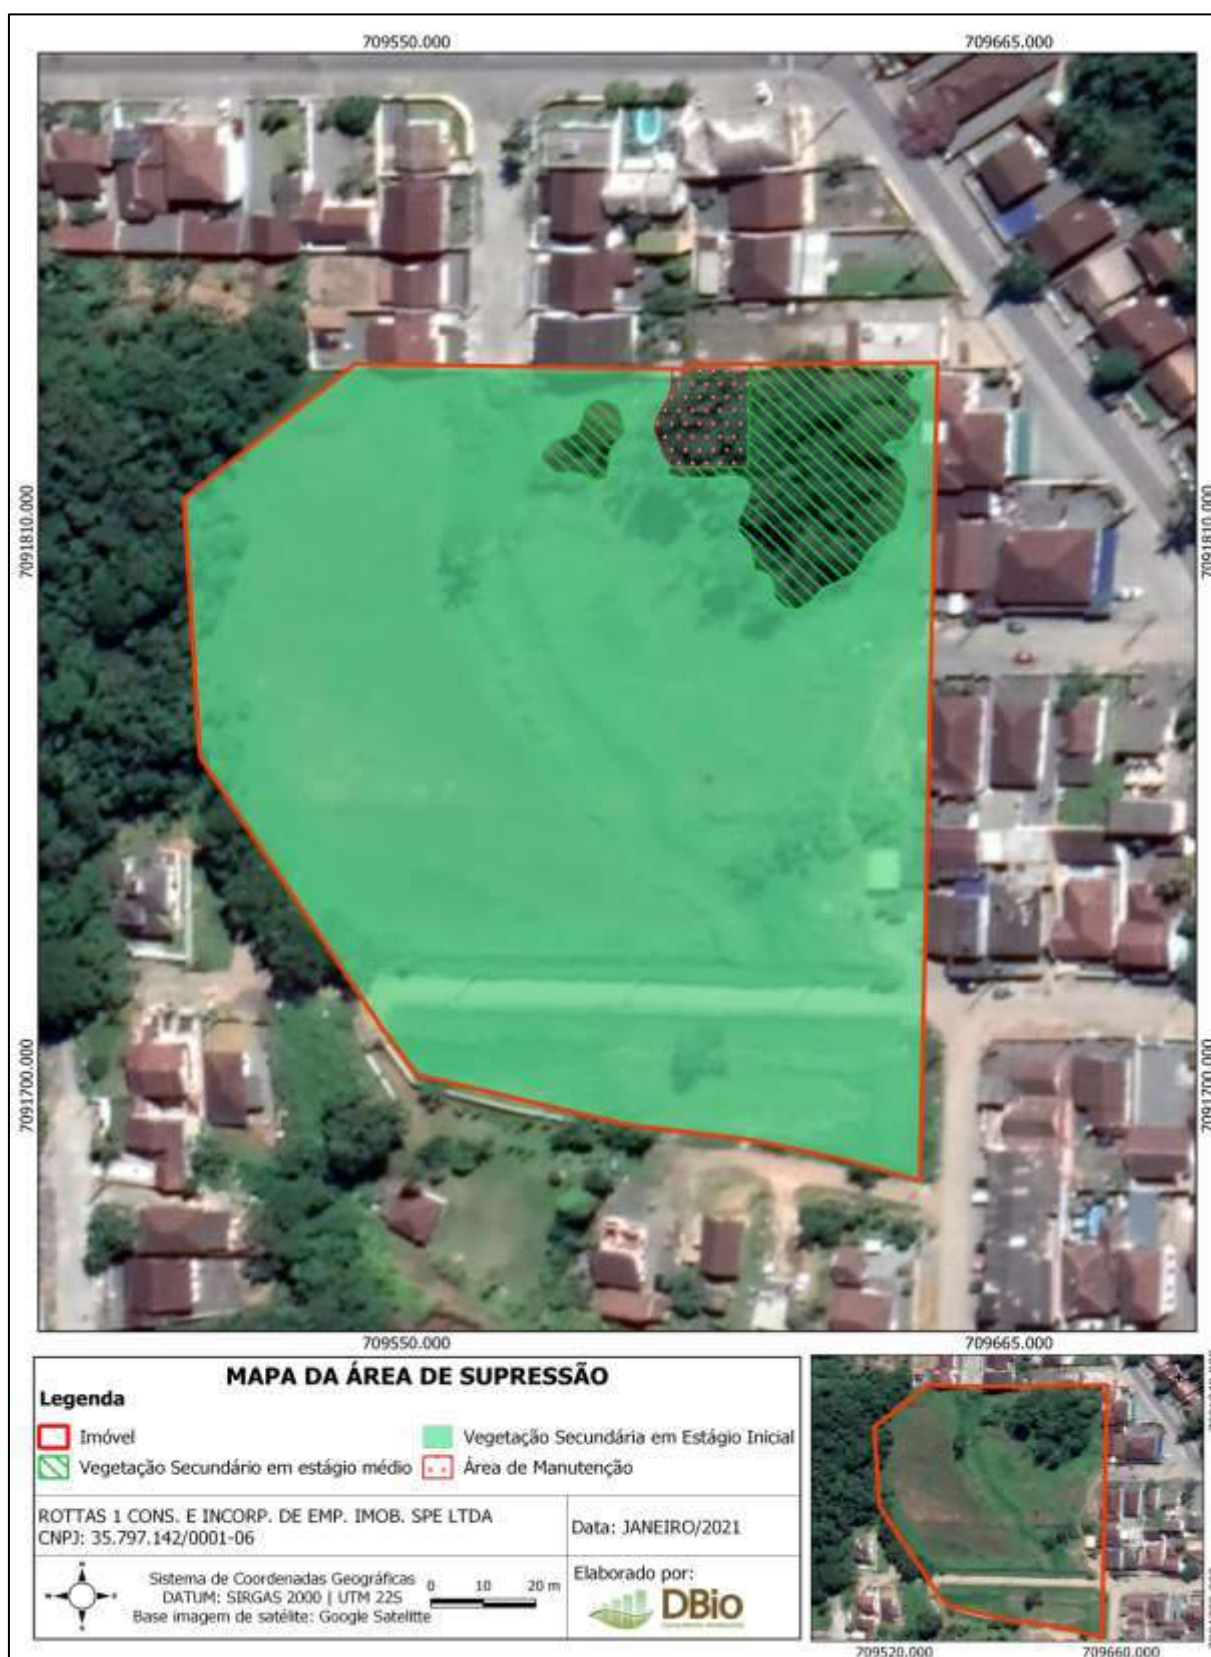 709550.000
709665.000
7091810.000
7091810.000
7091700.000
7091700.000
709550.000
709665.000
MAPA DA ÁREA DE SUPRESSÃO
Legenda
Imóvel
Vegetação Secundária em Estágio Inicial
Vegetação Secundário em estágio médio
Área de Manutenção
ROTTAS 1 CONS. E INCORP. DE EMP. IMOB. SPE LTDA
CNPJ: 35.797.142/0001-06
Data: JANEIRO/2021
Sistema de Coordenadas Geográficas
DATUM: SIRGAS 2000 | UTM 22S
Base imagem de satélite: Google Satelitte
0 10 20 m
Elaborado por:
DBio
709520.000
709660.000